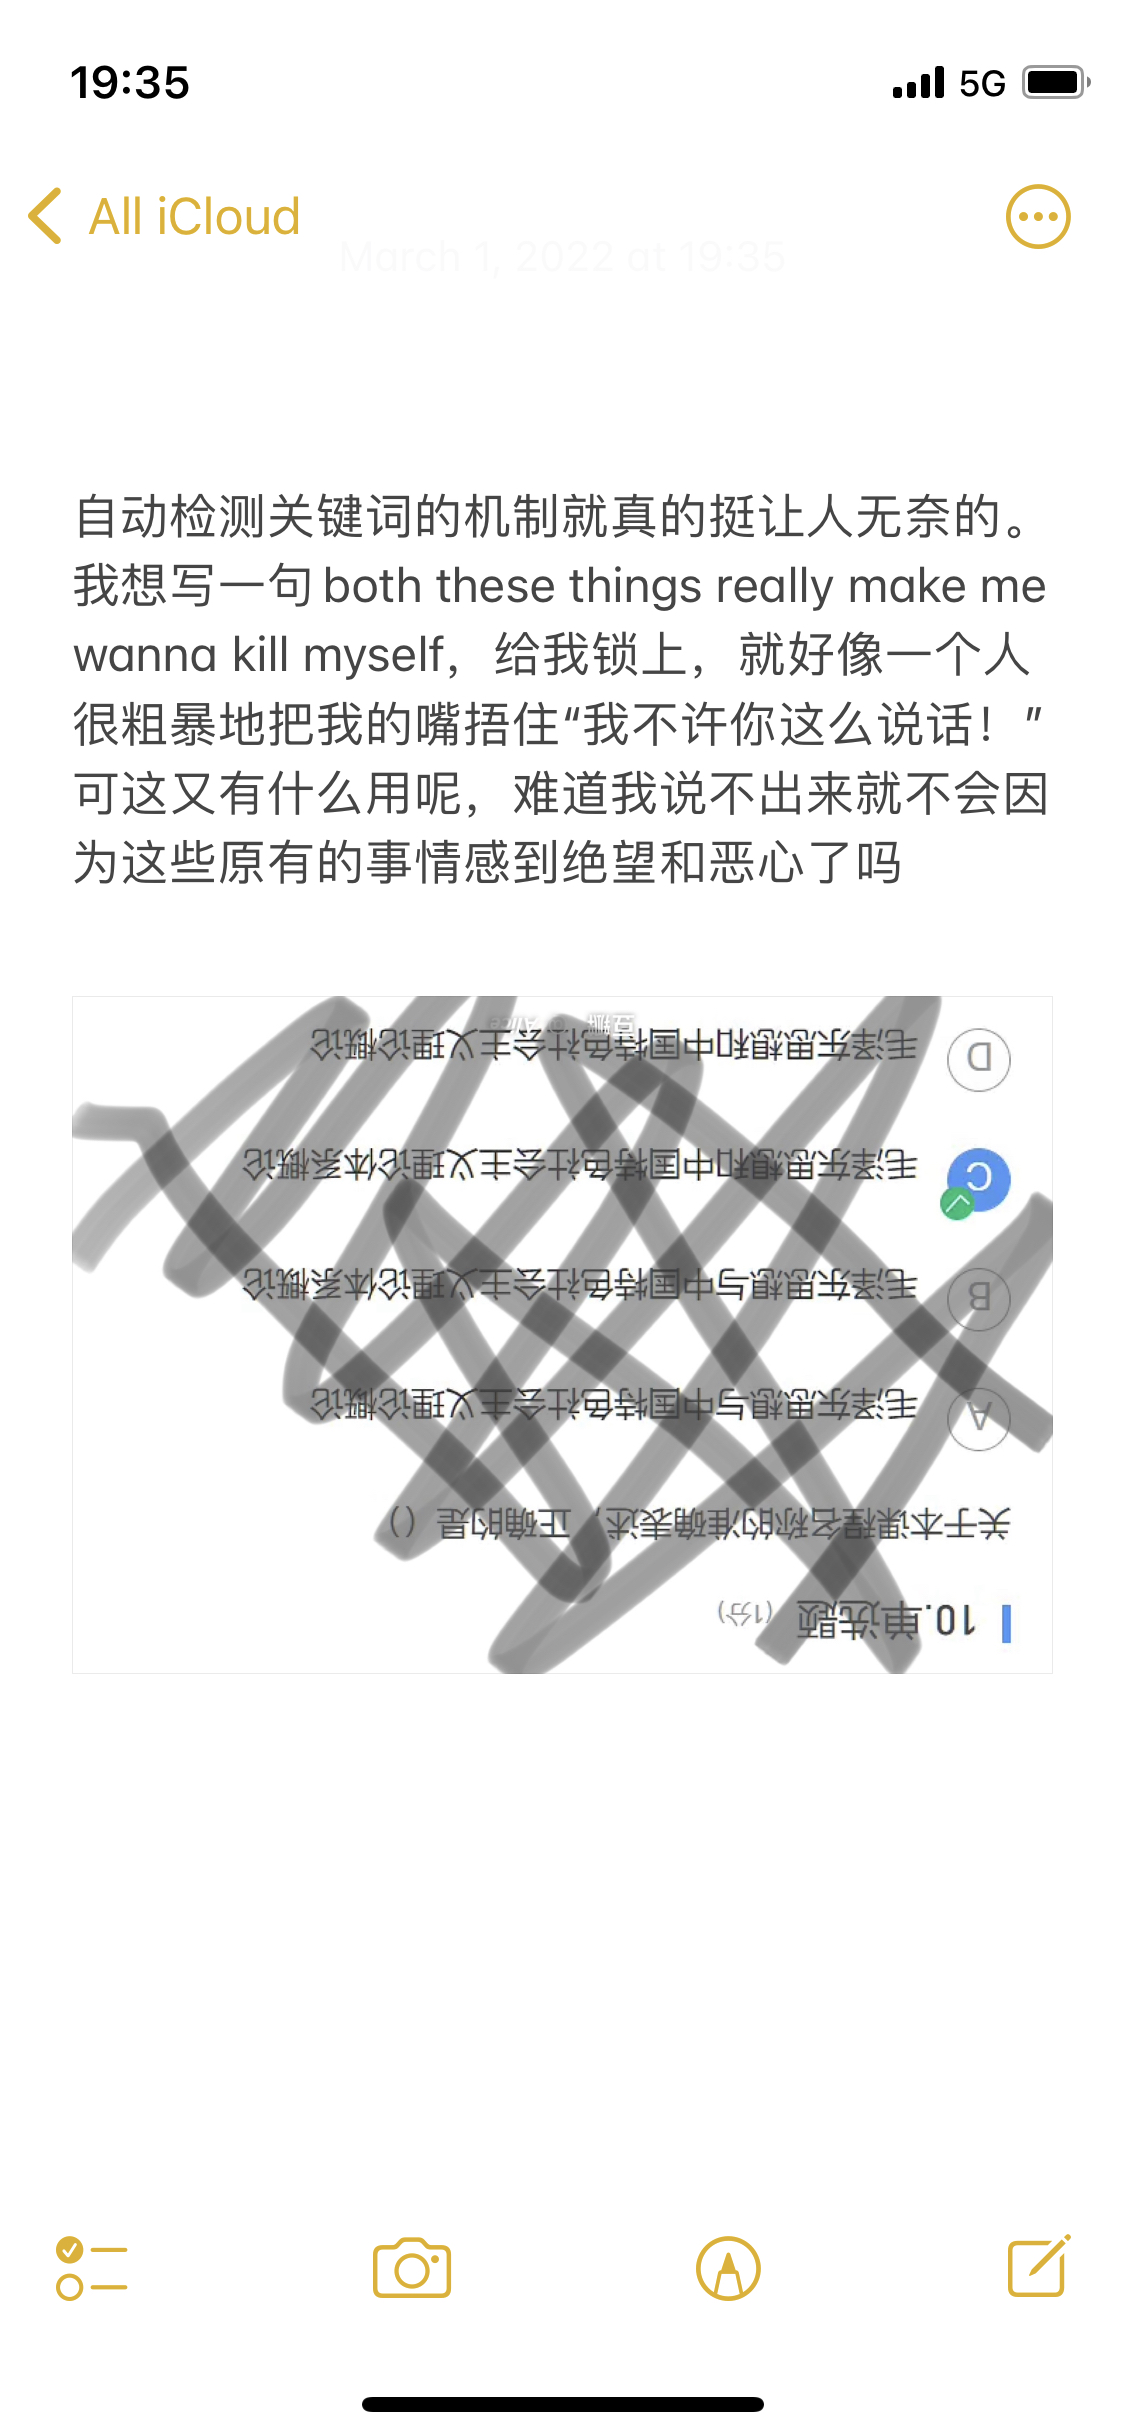 19:35
5G
All iCloud
March 1, 2022 at 19:35
自动检测关键词的机制就真的挺让人无奈的。
我想写一句both these things really make me
wanna kill myself，给我锁上，就好像一个人
很粗暴地把我的嘴捂住“我不许你这么说话！”
可这又有什么用呢，难道我说不出来就不会因
为这些原有的事情感到绝望和恶心了吗
10.单选题 (1分)
关于本课程名称的准确表述，正确的是（）
A 毛泽东思想与中国特色社会主义理论概论
B 毛泽东思想与中国特色社会主义理论体系概论
C 毛泽东思想和中国特色社会主义理论体系概论
D 毛泽东思想和中国特色社会主义理论概论
豆瓣